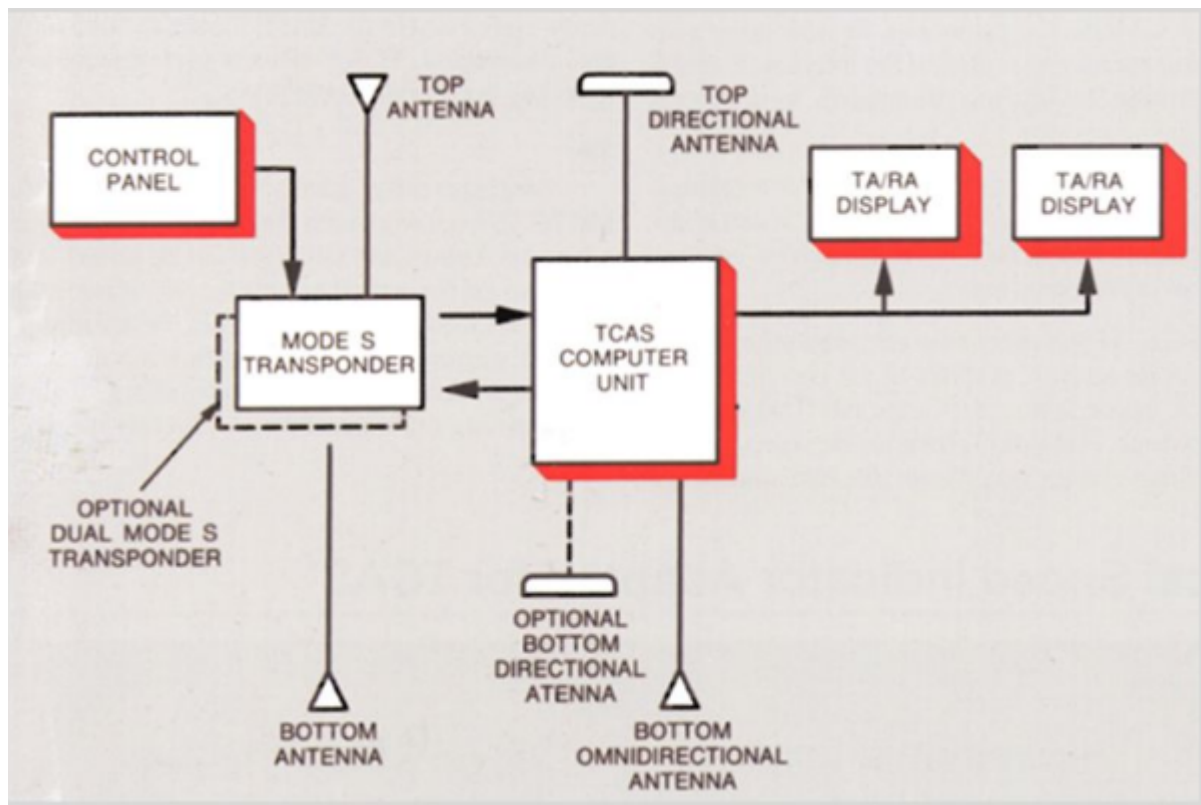 TOP
ANTENNA
TOP
DIRECTIONAL
ANTENNA
CONTROL
PANEL
TA/RA
DISPLAY
TA/RA
DISPLAY
MODE S
TRANSPONDER
TCAS
COMPUTER
UNIT
OPTIONAL
DUAL MODE S
TRANSPONDER
OPTIONAL
BOTTOM
DIRECTIONAL
ATENNA
BOTTOM
ANTENNA
BOTTOM
OMNIDIRECTIONAL
ANTENNA